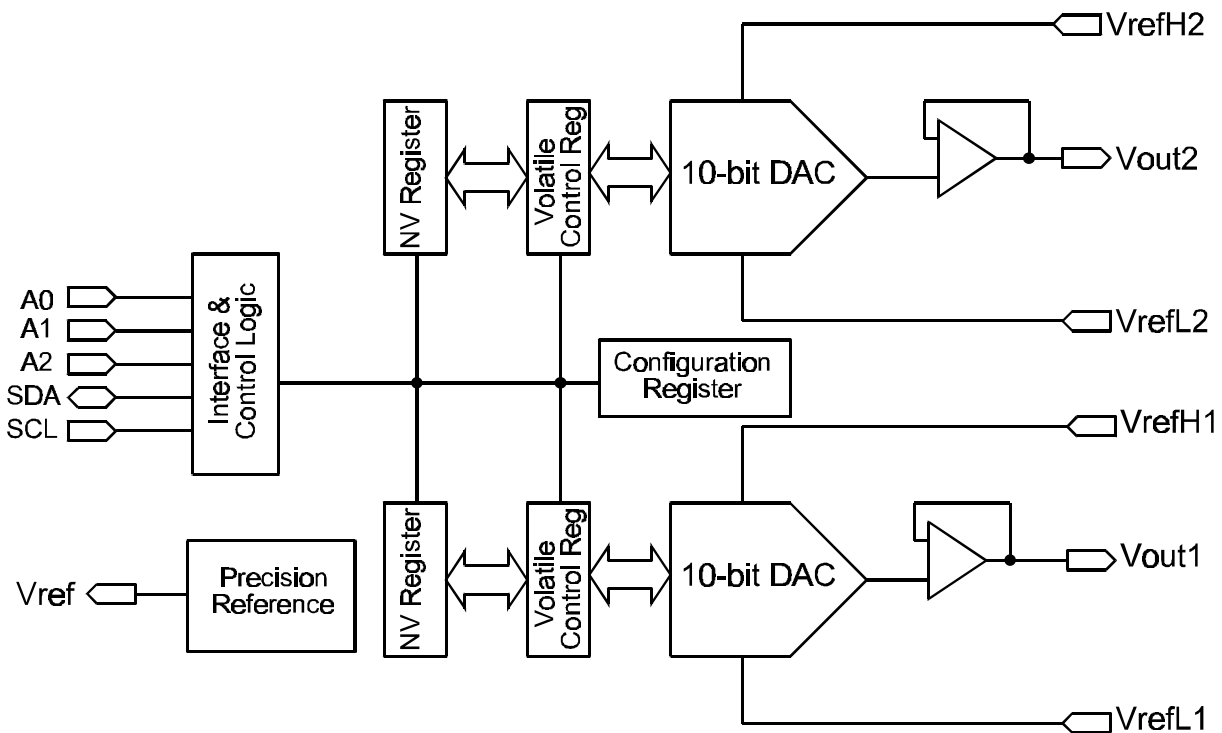 VrefH2
NV Register
Volatile
Control Reg
10-bit DAC
Vout2
VrefL2
A0
A1
A2
SDA
SCL
Interface &
Control Logic
Configuration
Register
VrefH1
NV Register
Volatile
Control Reg
10-bit DAC
Vout1
VrefL1
Vref
Precision
Reference